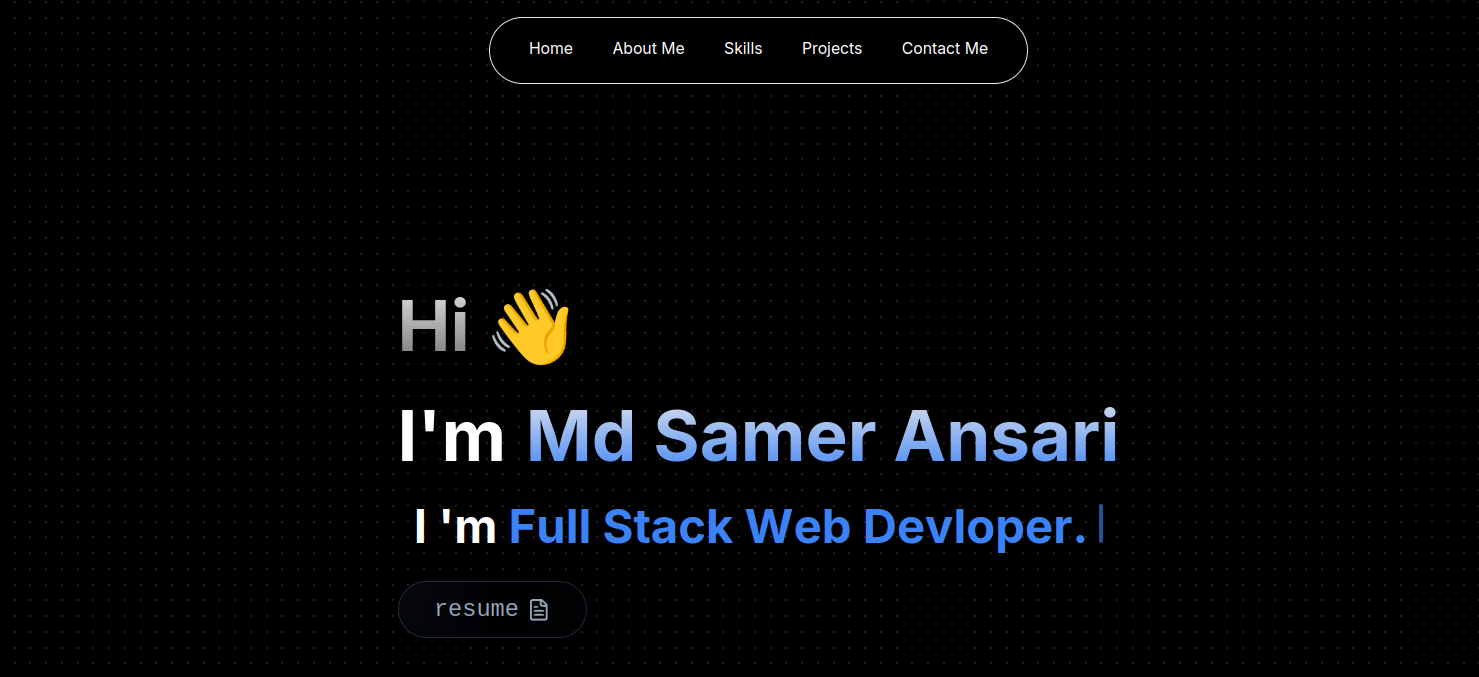 Home About Me Skills Projects Contact Me
Hi 👋
I'm Md Samer Ansari
I 'm Full Stack Web Devloper.
resume